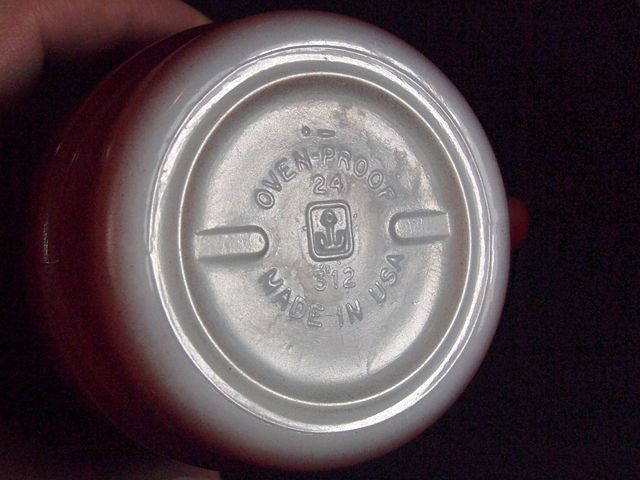 OVEN-PROOF
24
312
MADE IN USA